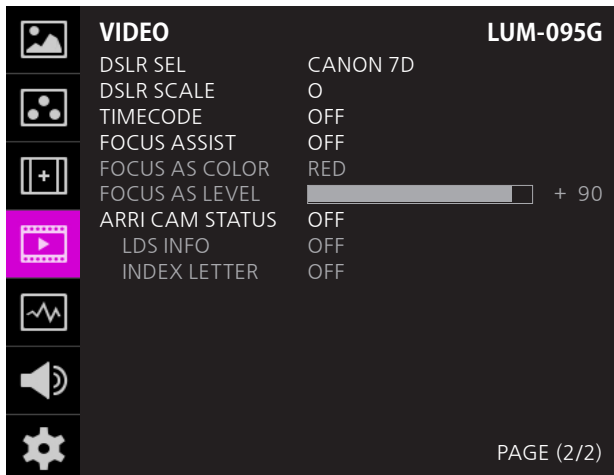 VIDEO LUM-095G
DSLR SEL CANON 7D
DSLR SCALE O
TIMECODE OFF
FOCUS ASSIST OFF
FOCUS AS COLOR RED
FOCUS AS LEVEL + 90
ARRI CAM STATUS OFF
LDS INFO OFF
INDEX LETTER OFF
PAGE (2/2)